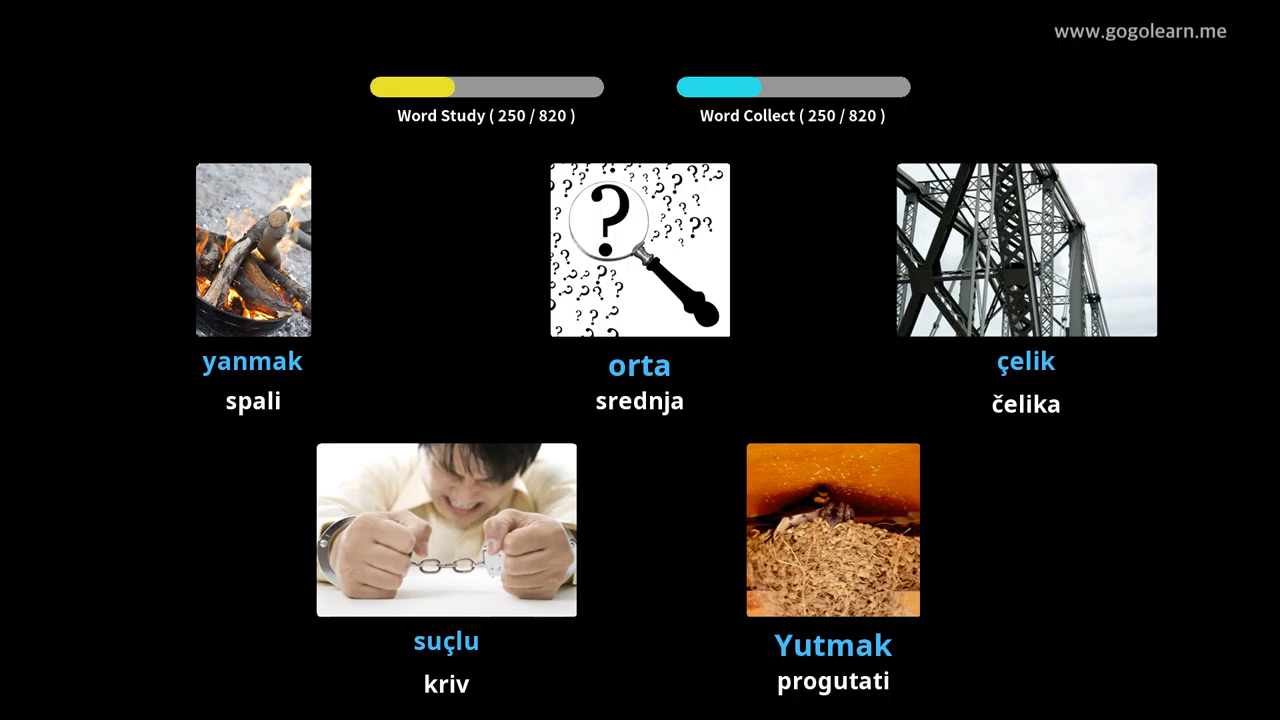 www.gogolearn.me
Word Study ( 250 / 820 )
Word Collect ( 250 / 820 )
yanmak
spali
orta
srednja
çelik
čelika
suçlu
kriv
Yutmak
progutati